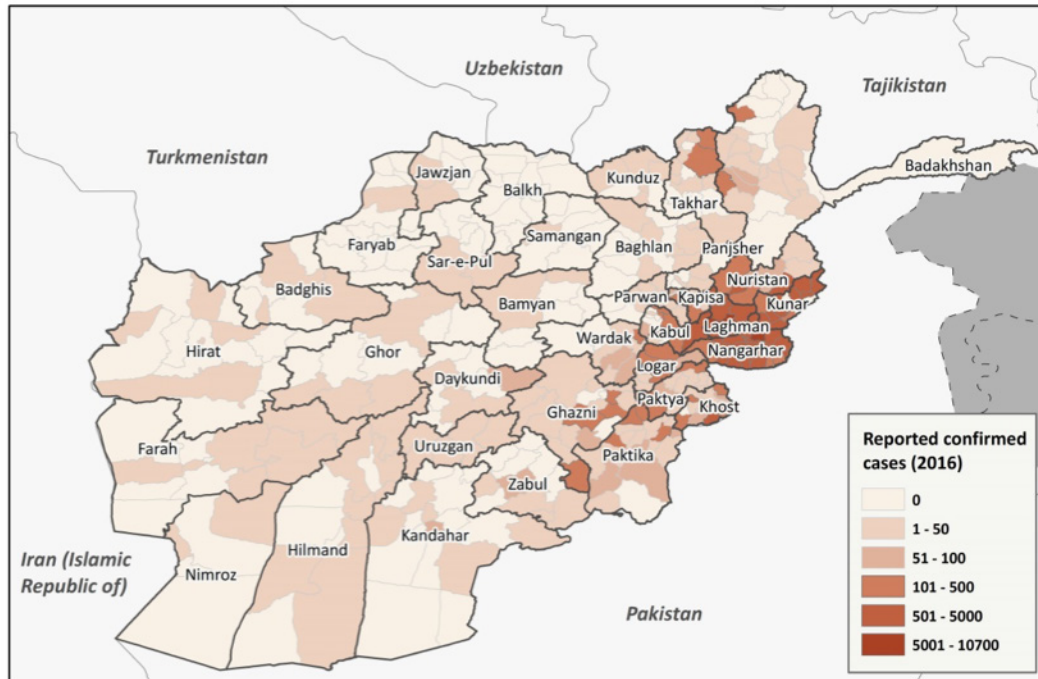 Uzbekistan
Tajikistan
Turkmenistan
Badakhshan
Jawzjan
Balkh
Kunduz
Takhar
Faryab
Samangan
Sar-e-Pul
Baghlan
Panjsher
Nuristan
Badghis
Bamyan
Parwan
Kapisa
Kunar
Hirat
Ghor
Wardak
Kabul
Laghman
Nangarhar
Daykundi
Logar
Ghazni
Paktya
Khost
Farah
Uruzgan
Paktika
Zabul
Kandahar
Hilmand
Nimroz
Iran (Islamic
Republic of)
Pakistan
Reported confirmed
cases (2016)
0
1 - 50
51 - 100
101 - 500
501 - 5000
5001 - 10700